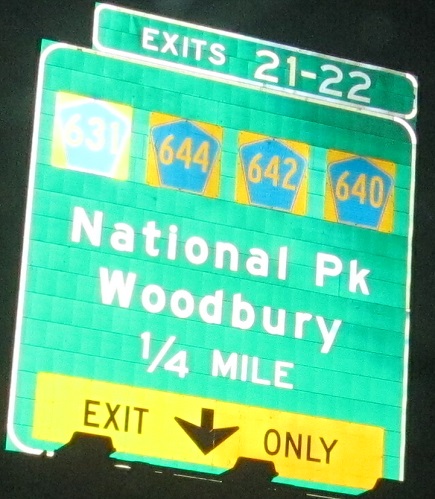 EXITS 21-22
631 644 642 640
National Pk
Woodbury
1/4 MILE
EXIT ONLY